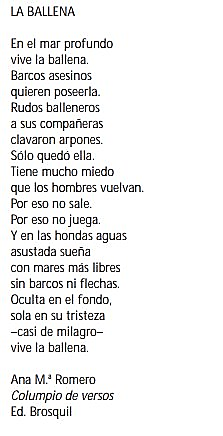 LA BALLENA
En el mar profundo
vive la ballena.
Barcos asesinos
quieren poseerla.
Rudos balleneros
a sus compañeras
clavaron arpones.
Sólo quedó ella.
Tiene mucho miedo
que los hombres vuelvan.
Por eso no sale.
Por eso no juega.
Y en las hondas aguas
asustada sueña
con mares más libres
sin barcos ni flechas.
Oculta en el fondo,
sola en su tristeza
–casi de milagro–
vive la ballena.
Ana M.ª Romero
Columpio de versos
Ed. Brosquil